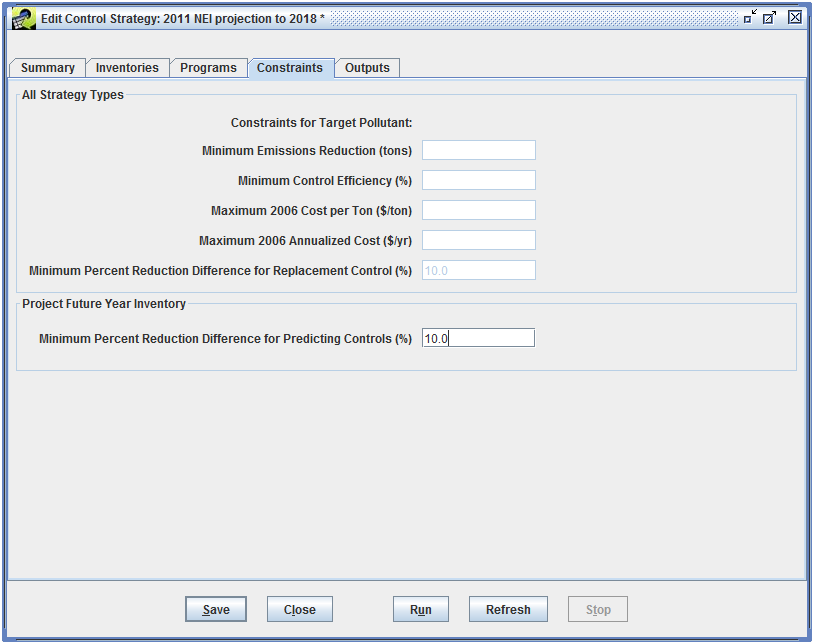 Edit Control Strategy: 2011 NEI projection to 2018 *
Summary Inventories Programs Constraints Outputs
All Strategy Types
Constraints for Target Pollutant:
Minimum Emissions Reduction (tons)
Minimum Control Efficiency (%)
Maximum 2006 Cost per Ton ($/ton)
Maximum 2006 Annualized Cost ($/yr)
Minimum Percent Reduction Difference for Replacement Control (%) 10.0
Project Future Year Inventory
Minimum Percent Reduction Difference for Predicting Controls (%) 10.0
Save Close Run Refresh Stop